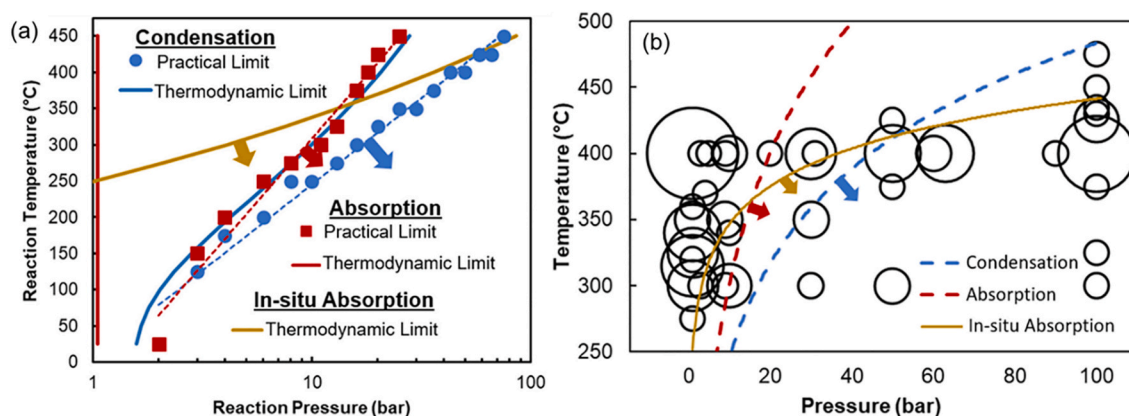 (a)
Reaction Temperature (°C)
450
400
350
300
250
200
150
100
50
0
Condensation
Practical Limit
Thermodynamic Limit
Absorption
Practical Limit
Thermodynamic Limit
In-situ Absorption
Thermodynamic Limit
1
10
100
Reaction Pressure (bar)
(b)
Temperature (°C)
500
450
400
350
300
250
Condensation
Absorption
In-situ Absorption
0
20
40
60
80
100
Pressure (bar)